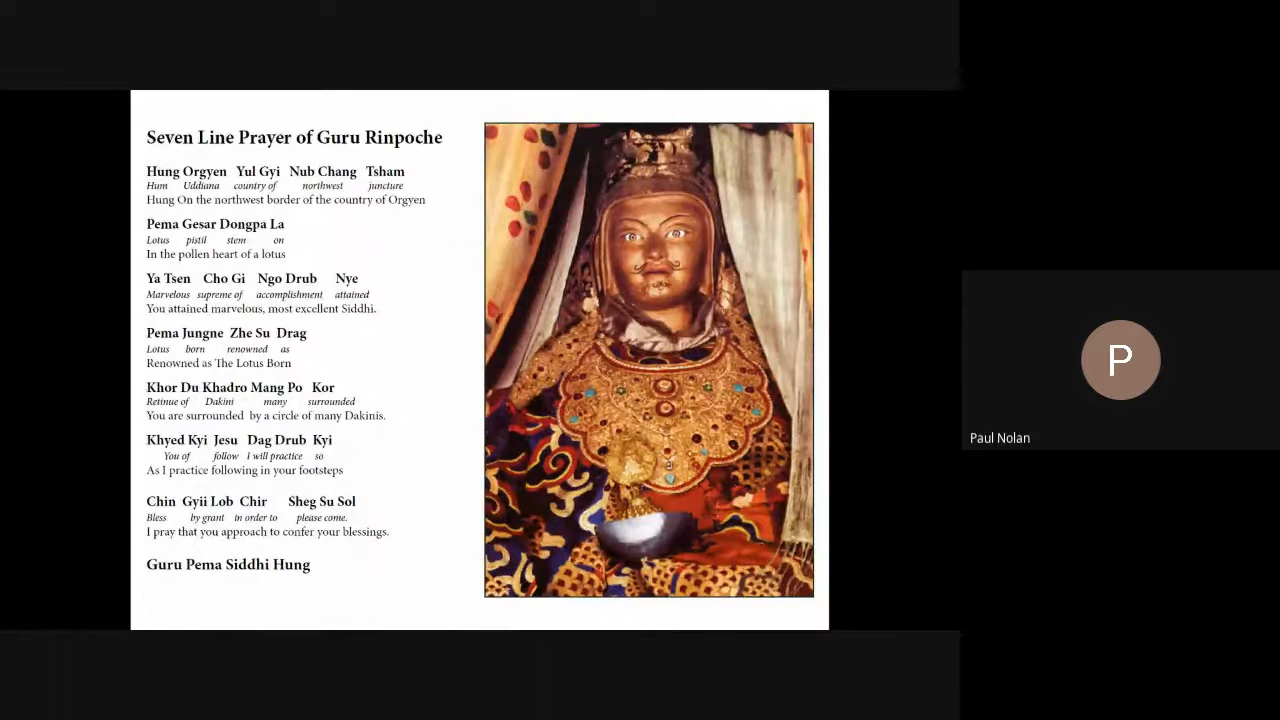 Seven Line Prayer of Guru Rinpoche
Hung Orgyen Yul Gyi Nub Chang Tsham
Hum Uddiana country of northwest juncture
Hung On the northwest border of the country of Orgyen
Pema Gesar Dongpa La
Lotus pistil stem on
In the pollen heart of a lotus
Ya Tsen Cho Gi Ngo Drub Nye
Marvelous supreme of accomplishment attained
You attained marvelous, most excellent Siddhi.
Pema Jungne Zhe Su Drag
Lotus born renowned as
Renowned as The Lotus Born
Khor Du Khadro Mang Po Kor
Retinue of Dakini many surrounded
You are surrounded by a circle of many Dakinis.
Khyed Kyi Jesu Dag Drub Kyi
You of follow I will practice so
As I practice following in your footsteps
Chin Gyii Lob Chir Sheg Su Sol
Bless by grant in order to please come.
I pray that you approach to confer your blessings.
Guru Pema Siddhi Hung
P
Paul Nolan